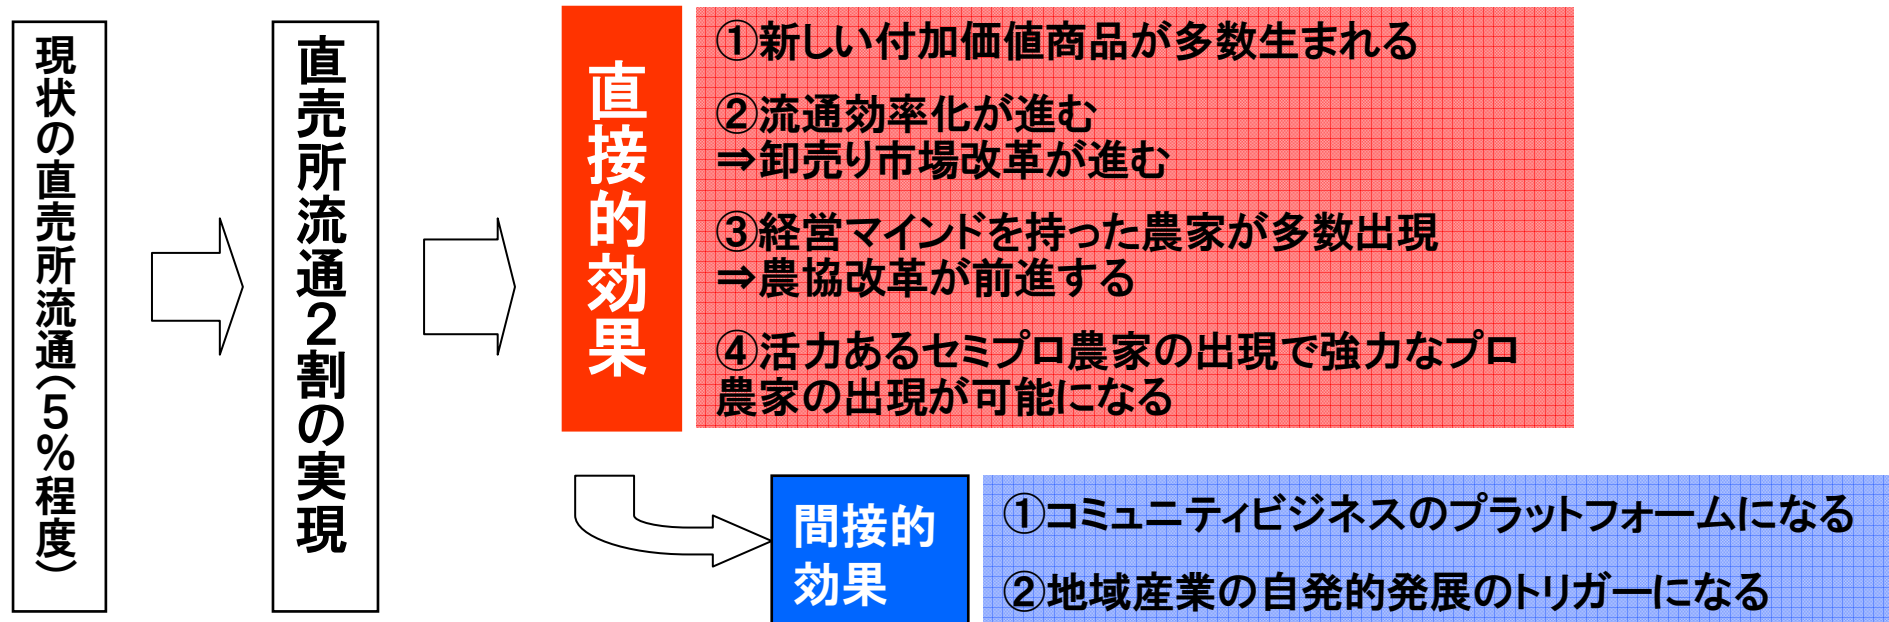 現状の直売所流通(5%程度)
直売所流通2割の実現
直接的効果
①新しい付加価値商品が多数生まれる
②流通効率化が進む
⇒卸売り市場改革が進む
③経営マインドを持った農家が多数出現
⇒農協改革が前進する
④活力あるセミプロ農家の出現で強力なプロ
農家の出現が可能になる
間接的
効果
①コミュニティビジネスのプラットフォームになる
②地域産業の自発的発展のトリガーになる